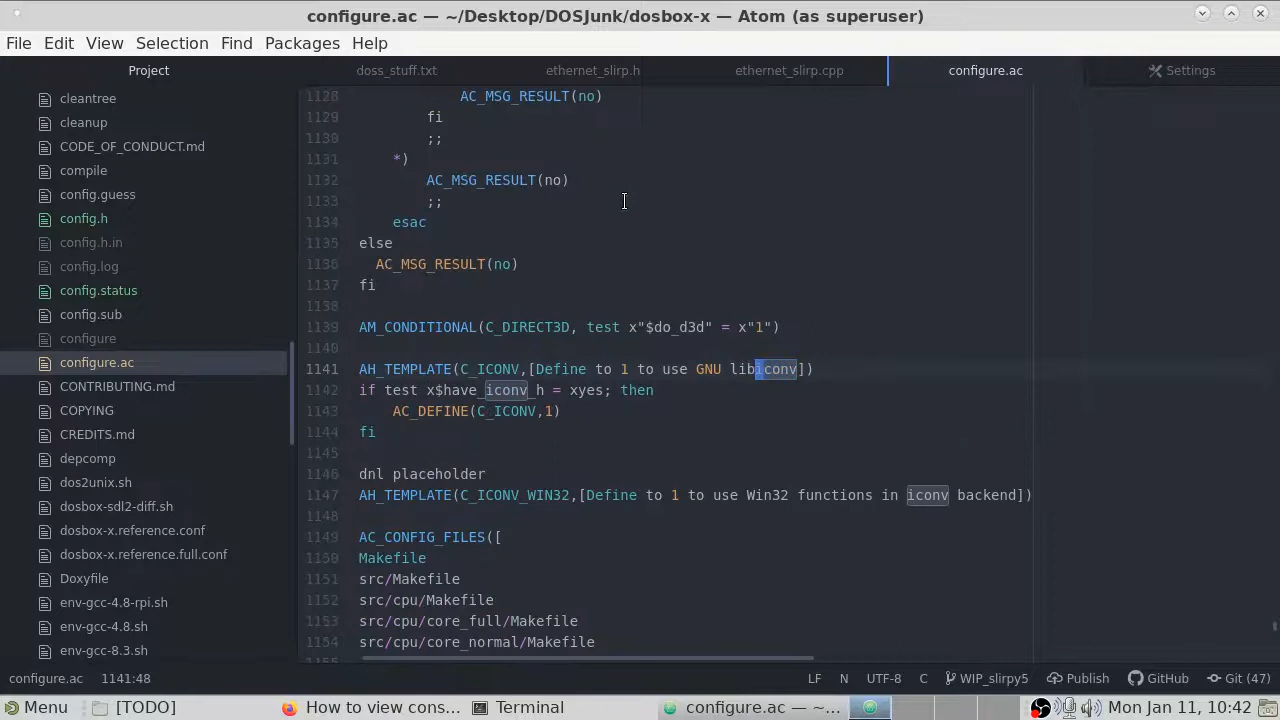 configure.ac — ~/Desktop/DOSJunk/dosbox-x — Atom (as superuser)
File Edit View Selection Find Packages Help
Project
cleantree
cleanup
CODE_OF_CONDUCT.md
compile
config.guess
config.h
config.h.in
config.log
config.status
config.sub
configure
configure.ac
CONTRIBUTING.md
COPYING
CREDITS.md
depcomp
dos2unix.sh
dosbox-sdl2-diff.sh
dosbox-x.reference.conf
dosbox-x.reference.full.conf
Doxyfile
env-gcc-4.8-rpi.sh
env-gcc-4.8.sh
env-gcc-8.3.sh
doss_stuff.txt ethernet_slirp.h ethernet_slirp.cpp configure.ac Settings
1128 AC_MSG_RESULT(no)
1129 fi
1130 ;;
1131 *)
1132 AC_MSG_RESULT(no)
1133 ;;
1134 esac
1135 else
1136 AC_MSG_RESULT(no)
1137 fi
1138
1139 AM_CONDITIONAL(C_DIRECT3D, test x"$do_d3d" = x"1")
1140
1141 AH_TEMPLATE(C_ICONV,[Define to 1 to use GNU libiconv])
1142 if test x$have_iconv_h = xyes; then
1143 AC_DEFINE(C_ICONV,1)
1144 fi
1145
1146 dnl placeholder
1147 AH_TEMPLATE(C_ICONV_WIN32,[Define to 1 to use Win32 functions in iconv backend])
1148
1149 AC_CONFIG_FILES([
1150 Makefile
1151 src/Makefile
1152 src/cpu/Makefile
1153 src/cpu/core_full/Makefile
1154 src/cpu/core_normal/Makefile
1155
configure.ac 1141:48 LF N UTF-8 C WIP_slirpy5 Publish GitHub Git (47)
Menu [TODO] How to view cons... Terminal configure.ac — ~/... Mon Jan 11, 10:42